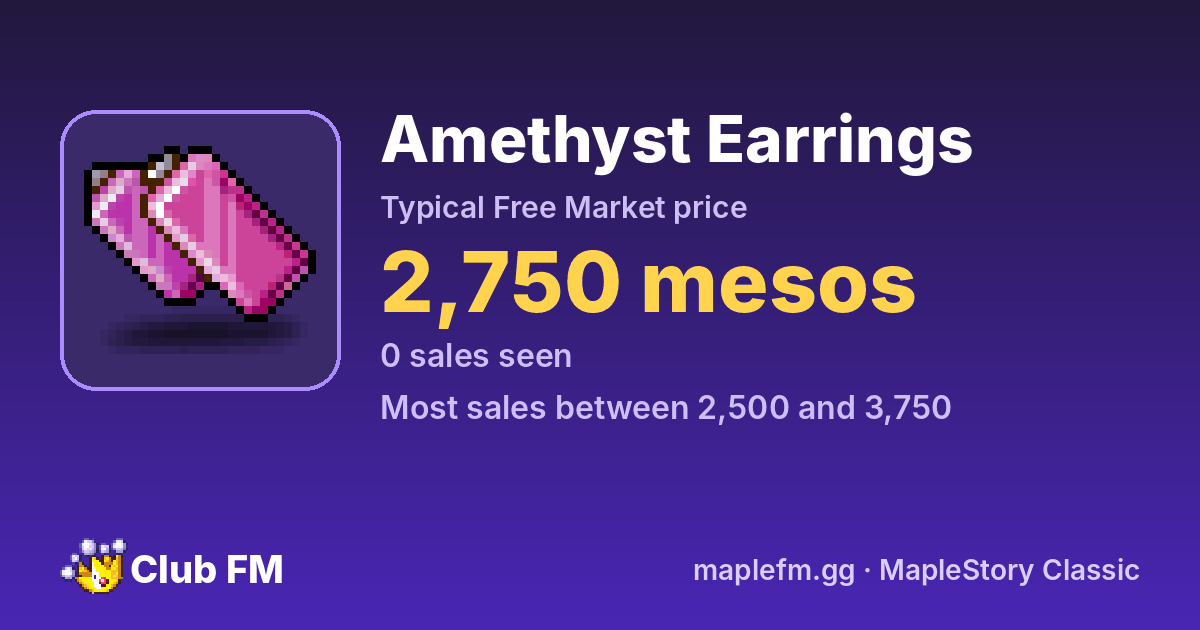 Amethyst Earrings
Typical Free Market price
2,750 mesos
0 sales seen
Most sales between 2,500 and 3,750
Club FM
maplefm.gg · MapleStory Classic